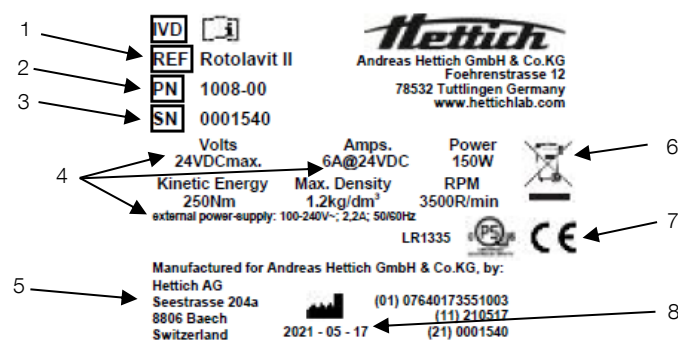 1
IVD
Hettich
REF Rotolavit II
Andreas Hettich GmbH & Co.KG
Foehrenstrasse 12
78532 Tuttlingen Germany
www.hettichlab.com
2
PN 1008-00
3
SN 0001540
Volts Amps. Power
24VDCmax. 6A@24VDC 150W
6
4
Kinetic Energy Max. Density RPM
250Nm 1.2kg/dm³ 3500R/min
external power-supply: 100-240V~; 2,2A; 50/60Hz
7
LR1335 PS CE
Manufactured for Andreas Hettich GmbH & Co.KG, by:
5
Hettich AG
Seestrasse 204a
8806 Baech
Switzerland
2021 - 05 - 17
(01) 07640173551003
(11) 210517
(21) 0001540
8